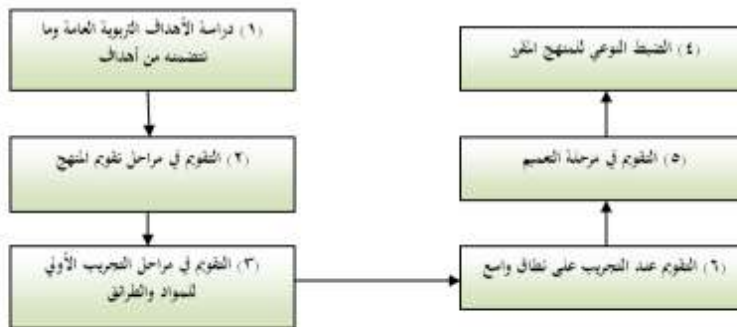 (١) دراسة الأهداف التربوية العامة وما
تتضمنه من أهداف
(٢) التقويم في مراحل تقويم المنهج
(٣) التقويم في مراحل التجريب الأولي
للمواد والطرائق
(٤) الضبط النوعي للمنهج المقرر
(٥) التقويم في مرحلة التعميم
(٦) التقويم عند التجريب على نطاق واسع